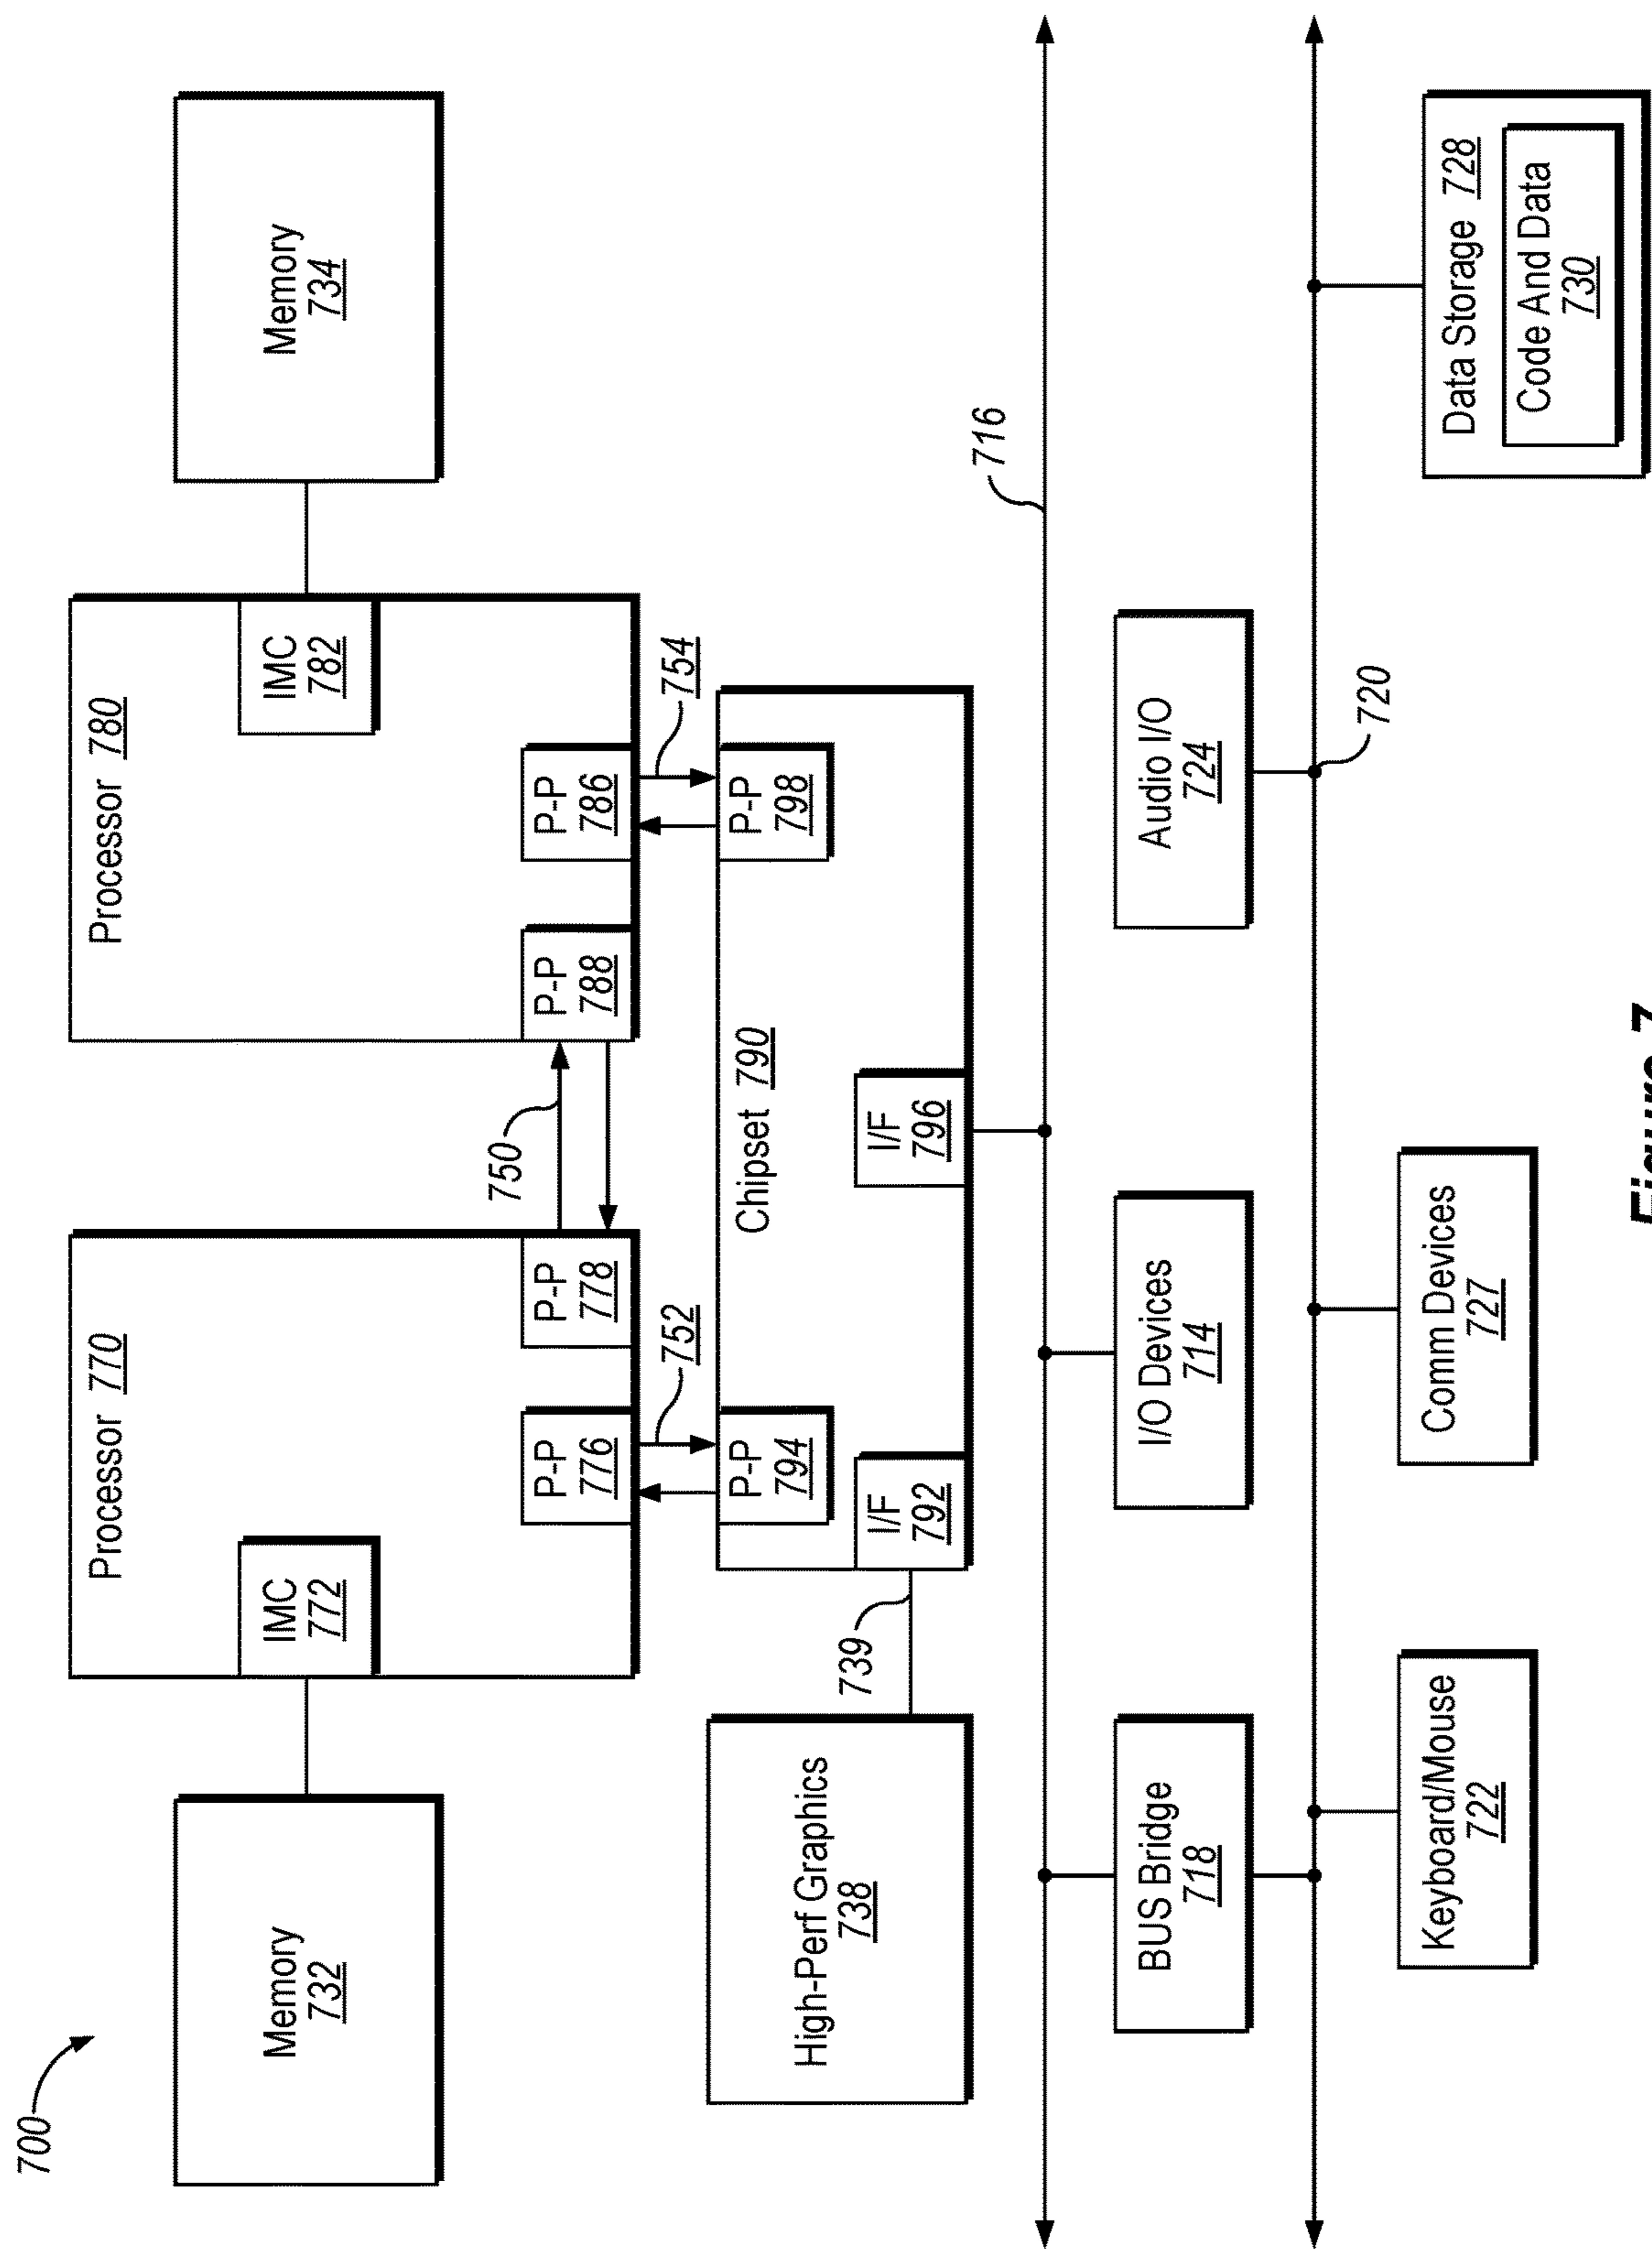 700
Processor 770
Processor 780
Memory
732
IMC
772
IMC
782
Memory
734
750
P-P
776
P-P
778
P-P
788
P-P
786
752
754
High-Perf Graphics
738
739
P-P
794
Chipset 790
P-P
798
I/F
792
I/F
796
716
BUS Bridge
718
I/O Devices
714
Audio I/O
724
720
Keyboard/Mouse
722
Comm Devices
727
Data Storage 728
Code And Data
730
Figure 7